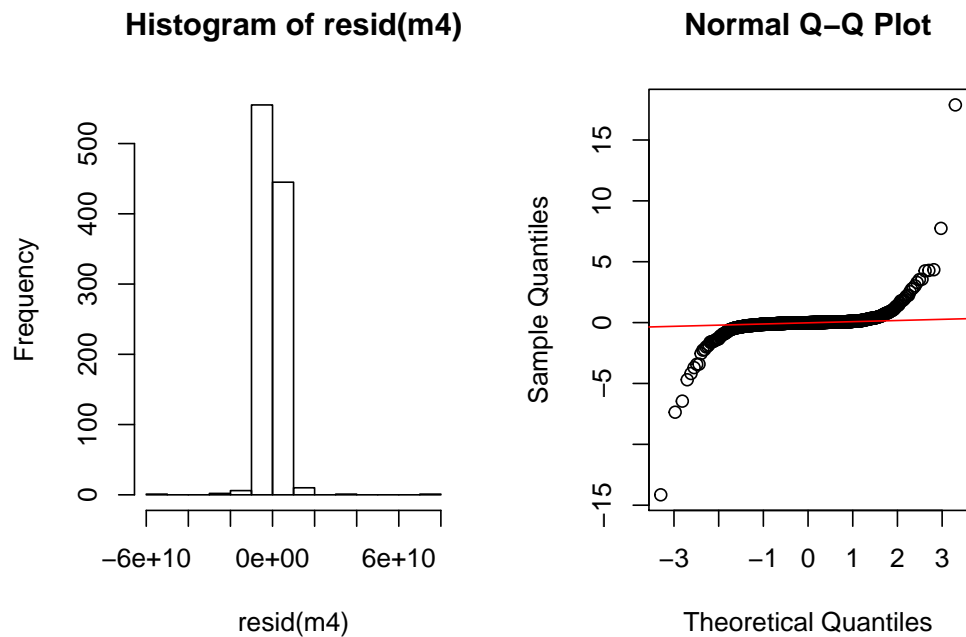 Histogram of resid(m4)
Frequency
0 100 200 300 400 500
−6e+10 0e+00 6e+10
resid(m4)
Normal Q−Q Plot
Sample Quantiles
−15 −5 0 5 10 15
−3 −1 0 1 2 3
Theoretical Quantiles